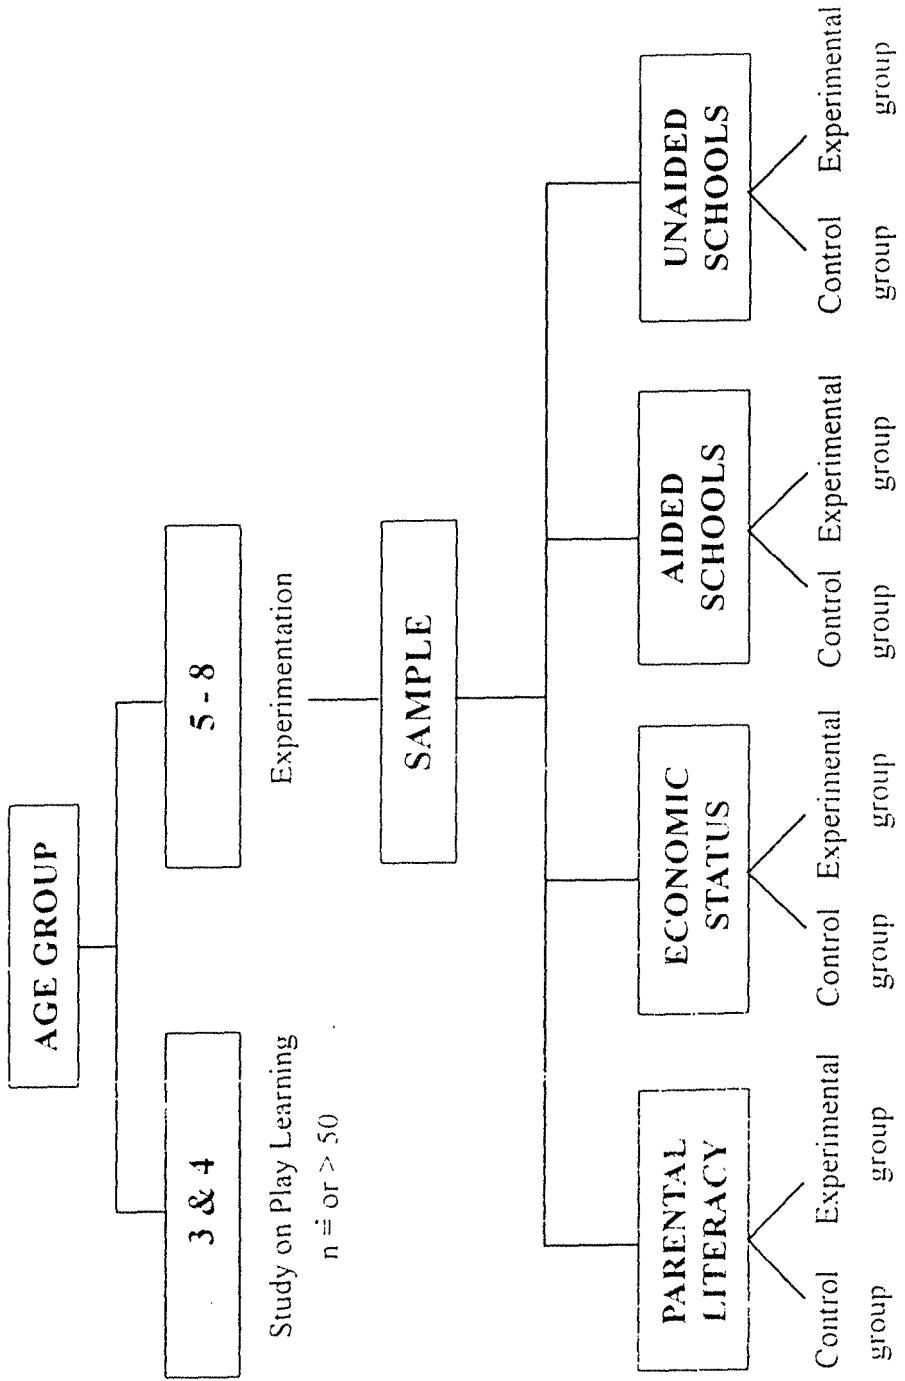 AGE GROUP
3 & 4
5 - 8
Study on Play Learning
n = or > 50
Experimentation
SAMPLE
PARENTAL
LITERACY
ECONOMIC
STATUS
AIDED
SCHOOLS
UNAIDED
SCHOOLS
Control Experimental
group group
Control Experimental
group group
Control Experimental
group group
Control Experimental
group group